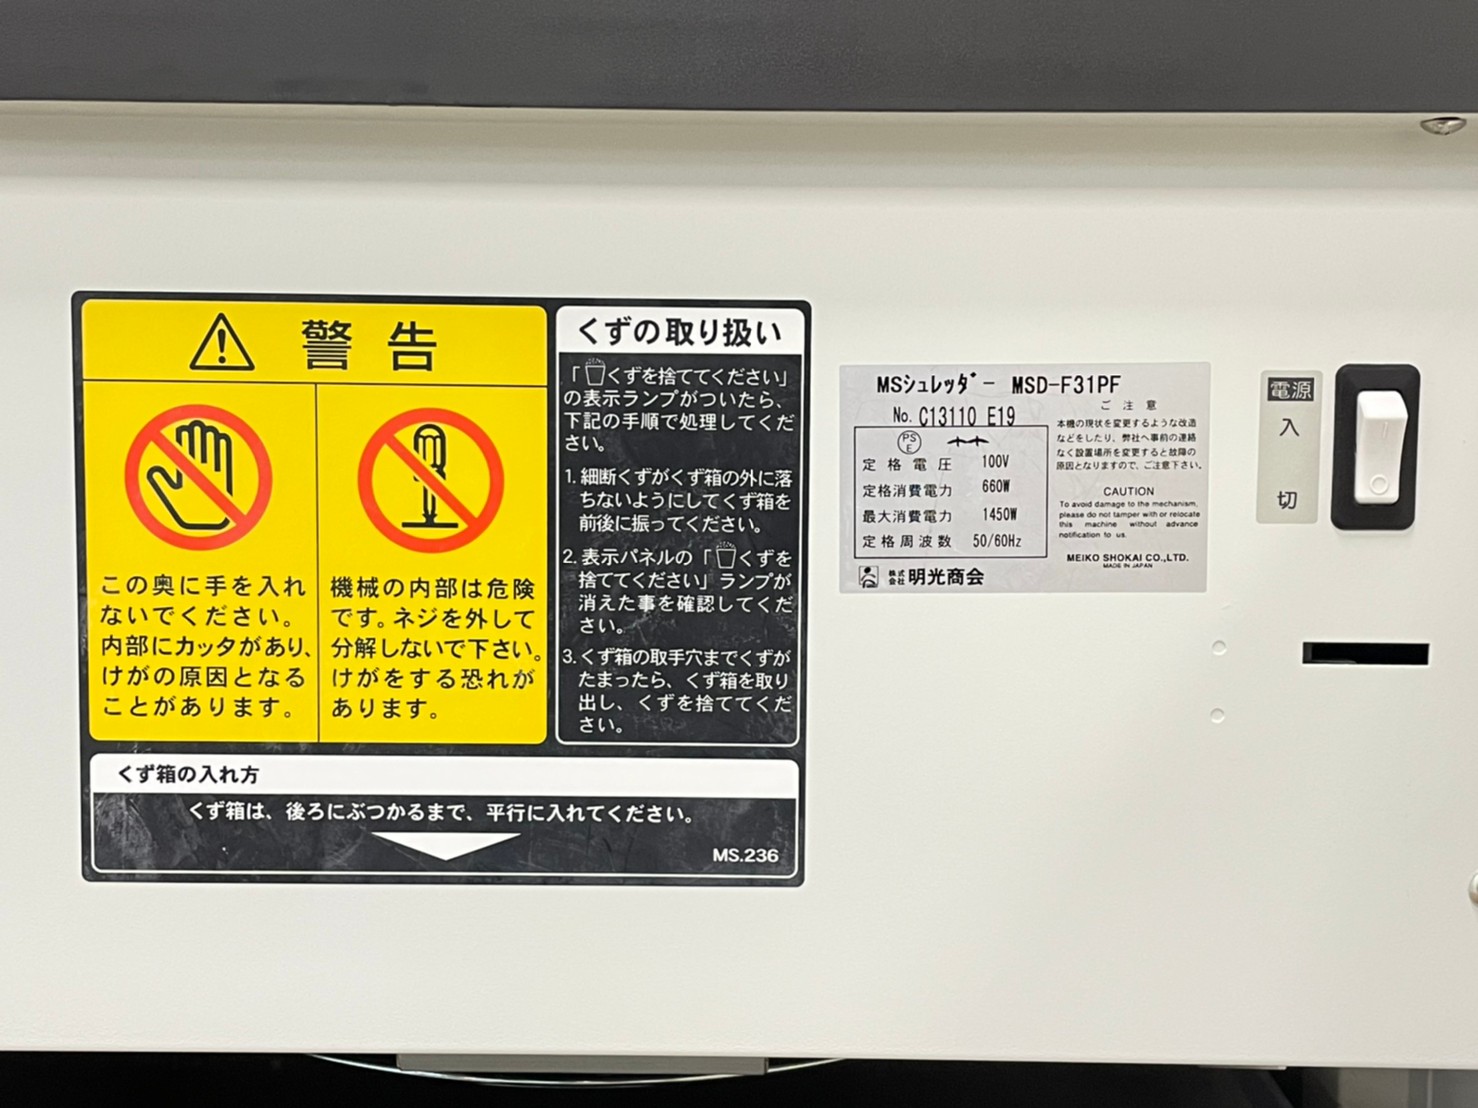 警告
この奥に手を入れ
ないでください。
内部にカッタがあり、
けがの原因となる
ことがあります。
機械の内部は危険
です。ネジを外して
分解しないで下さい。
けがをする恐れが
あります。
くずの取り扱い
「くずを捨ててください」
の表示ランプがついたら、
下記の手順で処理してくだ
さい。
1. 細断くずがくず箱の外に落
ちないようにしてくず箱を
前後に振ってください。
2. 表示パネルの「くずを
捨ててください」ランプが
消えた事を確認してくだ
さい。
3. くず箱の取手穴までくずが
たまったら、くず箱を取り
出し、くずを捨ててくだ
さい。
くず箱の入れ方
くず箱は、後ろにぶつかるまで、平行に入れてください。
MS.236
MSシュレッダー MSD-F31PF
No. C13110 E19
PSE
定格電圧 100V
定格消費電力 660W
最大消費電力 1450W
定格周波数 50/60Hz
株式会社 明光商会
ご注意
本機の現状を変更するような改造
などをしたり、弊社へ事前の連絡
なく設置場所を変更すると故障の
原因となりますので、ご注意下さい。
CAUTION
To avoid damage to the mechanism,
please do not tamper with or relocate
this machine without advance
notification to us.
MEIKO SHOKAI CO.,LTD.
MADE IN JAPAN
電源
入
切